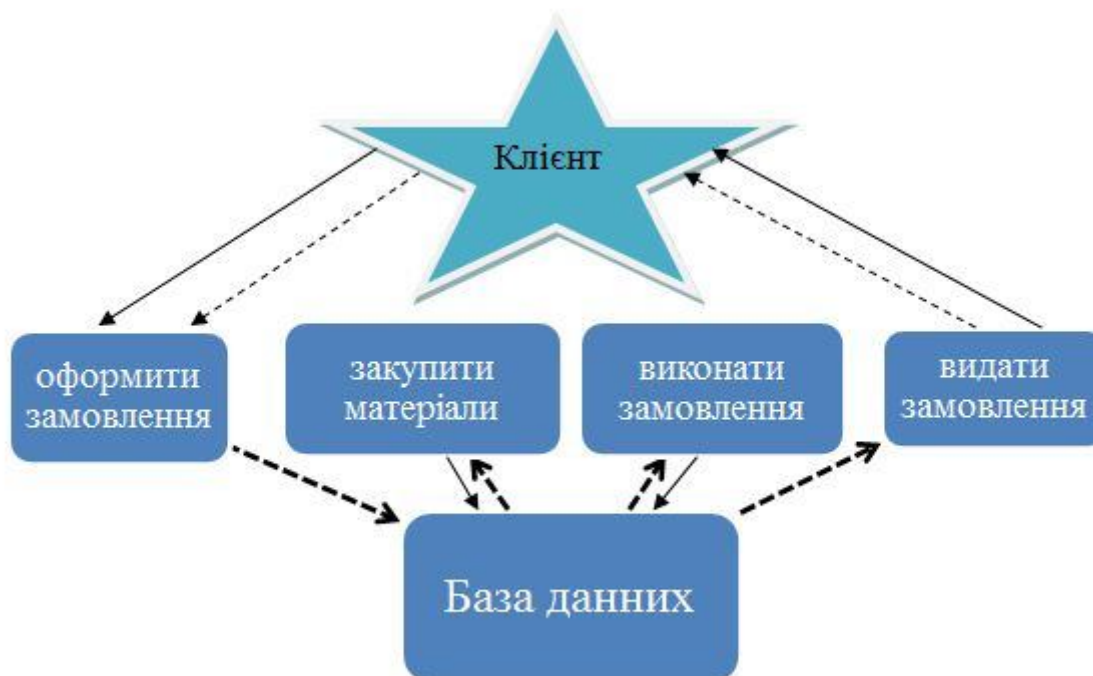 Клієнт
оформити
замовлення
закупити
матеріали
виконати
замовлення
видати
замовлення
База данних